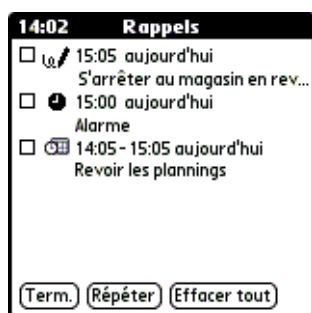 14:02 Rappels
15:05 aujourd'hui
S'arrêter au magasin en rev...
15:00 aujourd'hui
Alarme
14:05 - 15:05 aujourd'hui
Revoir les plannings
Term. Répéter Effacer tout